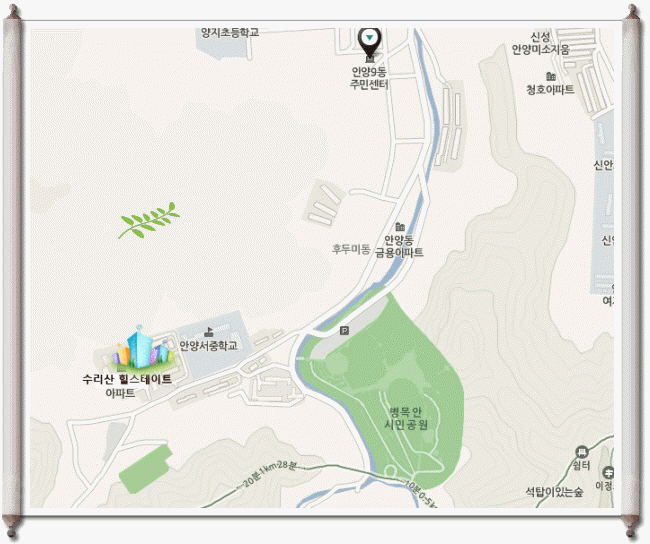 양지초등학교
신성
안양미소지움
안양9동
주민센터
청호아파트
신안
신
안양동
금용아파트
후두미동
여
P
안양서중학교
수리산 힐스테이트
아파트
병목안
시민공원
20분·1km·28분
10분·0.5k
쉼터
석탑이있는숲
이정